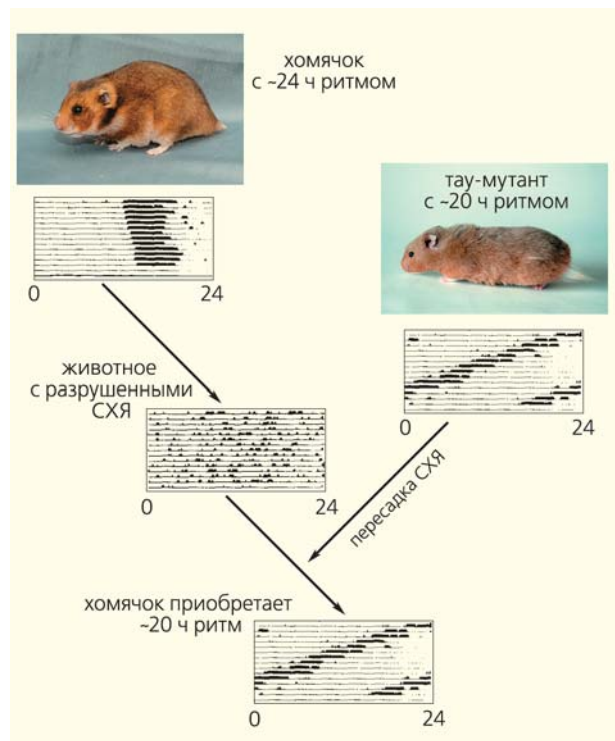 хомячок
с ~24 ч ритмом
тау-мутант
с ~20 ч ритмом
0 24
0 24
животное
с разрушенными
СХЯ
0 24
пересадка СХЯ
хомячок приобретает
~20 ч ритм
0 24